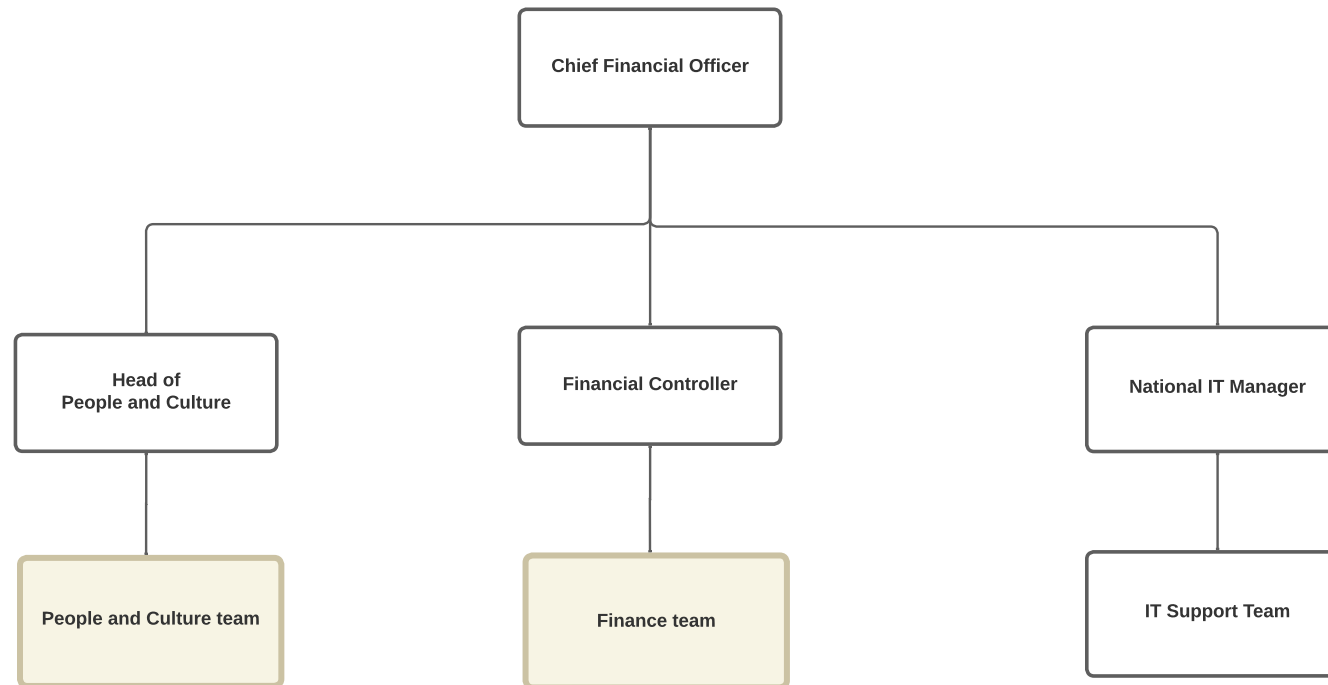 Chief Financial Officer
Head of
People and Culture
Financial Controller
National IT Manager
People and Culture team
Finance team
IT Support Team